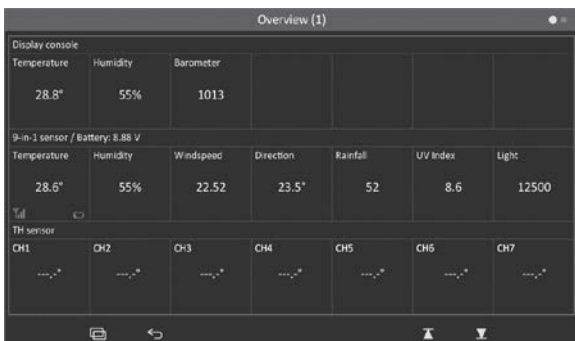 Overview (1)
Display console
Temperature Humidity Barometer
28.8° 55% 1013
9-in-1 sensor / Battery: 8.88 V
Temperature Humidity Windspeed Direction Rainfall UV Index Light
28.6° 55% 22.52 23.5° 52 8.6 12500
TH sensor
CH1 CH2 CH3 CH4 CH5 CH6 CH7
---.-° ---.-° ---.-° ---.-° ---.-° ---.-° ---.-°